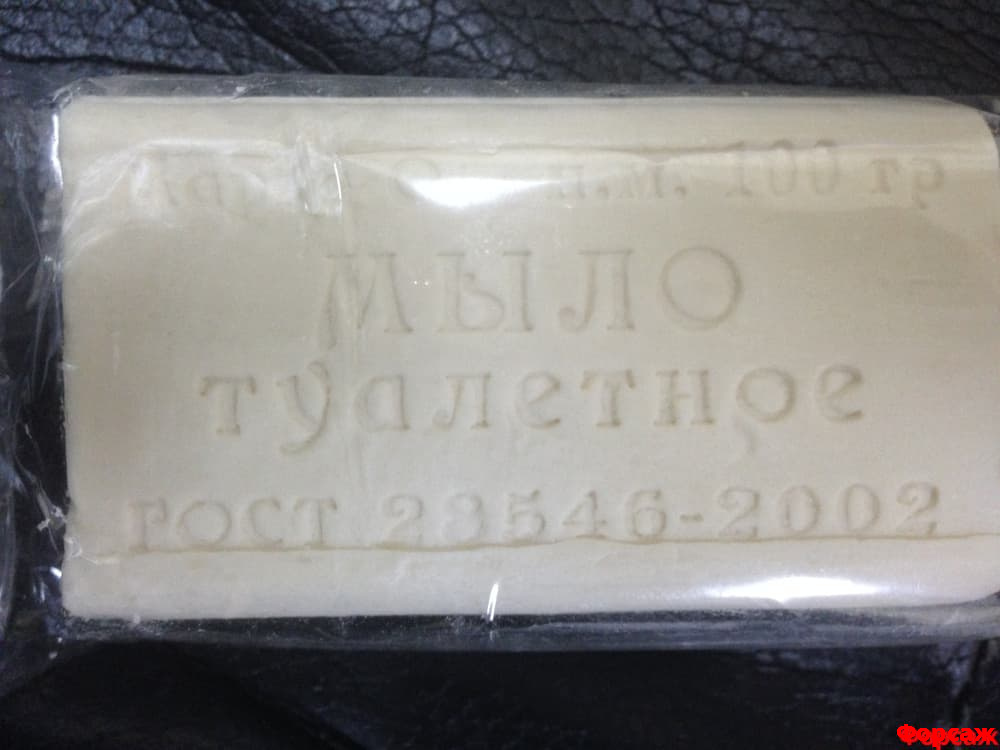 п.м. 100 гр
МЫЛО
туалетное
ГОСТ 28546-2002
Форсаж